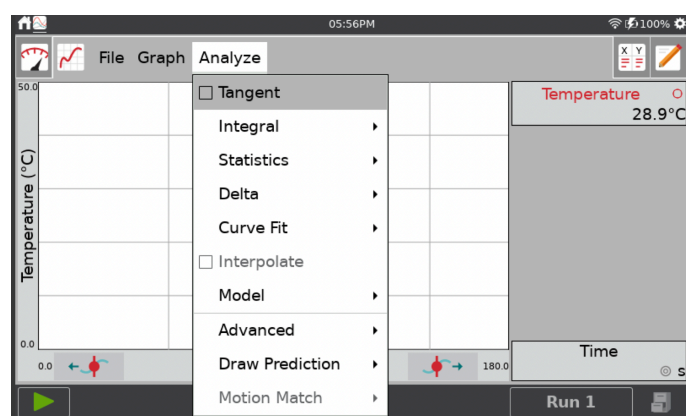 05:56PM
100%
File Graph Analyze
X Y
50.0
Tangent
Integral
Statistics
Delta
Curve Fit
Interpolate
Model
Advanced
Draw Prediction
Motion Match
Temperature (°C)
0.0
0.0
180.0
Temperature
28.9°C
Time
s
Run 1